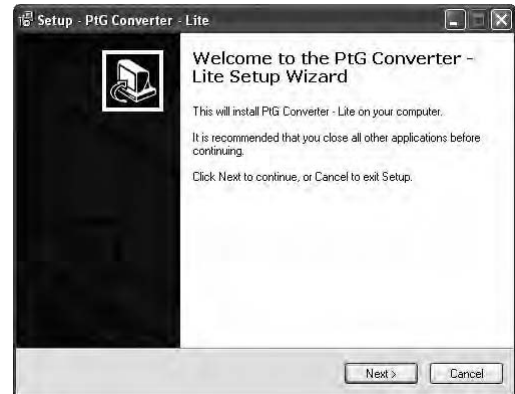 Setup - PtG Converter - Lite
Welcome to the PtG Converter -
Lite Setup Wizard
This will install PtG Converter - Lite on your computer.
It is recommended that you close all other applications before
continuing.
Click Next to continue, or Cancel to exit Setup.
Next >
Cancel